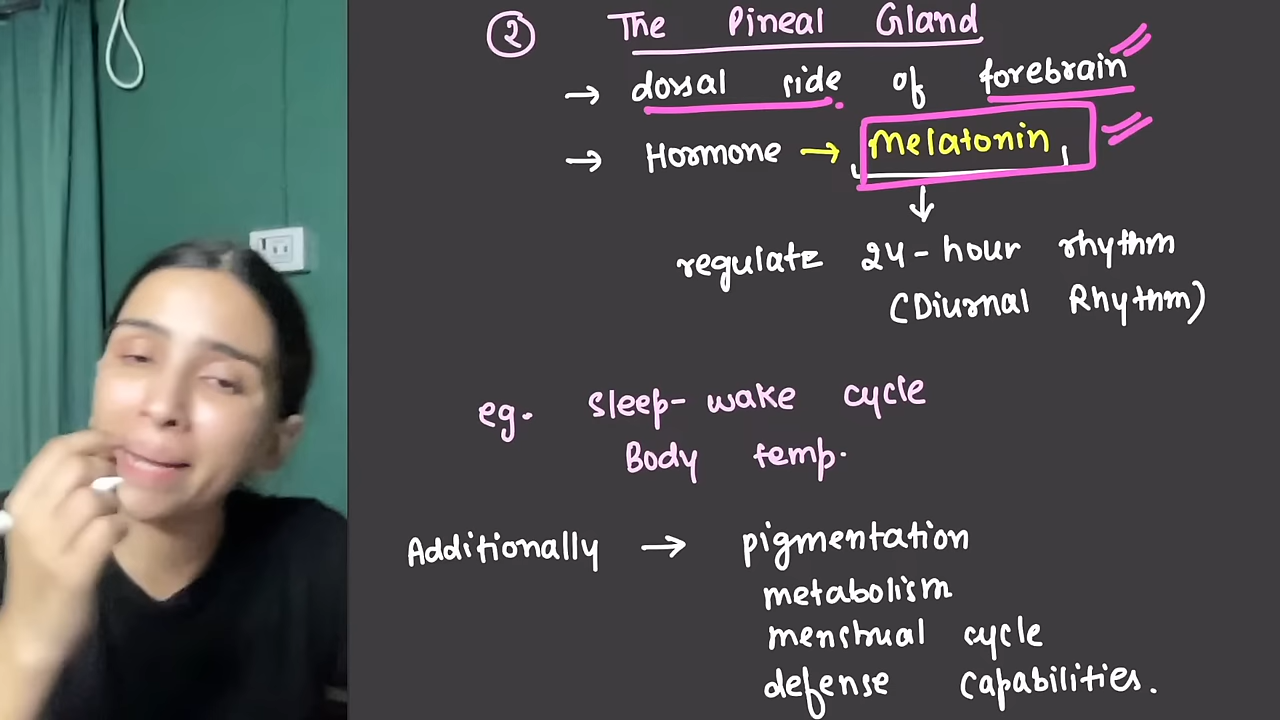 2 The Pineal Gland
→ dorsal side of forebrain
→ Hormone → Melatonin
↓
regulate 24-hour rhythm
(Diurnal Rhythm)
eg. Sleep-wake cycle
Body temp.
Additionally → pigmentation
metabolism
menstrual cycle
defense capabilities.